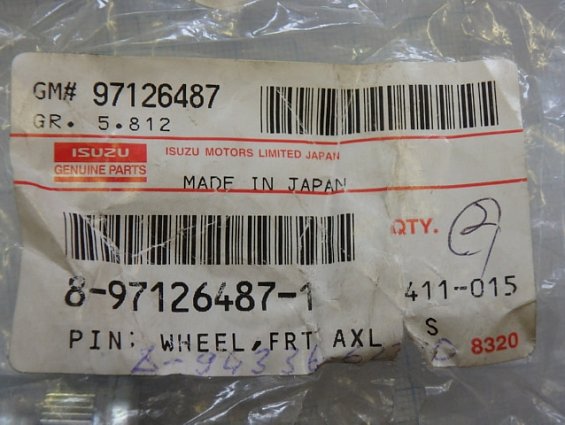 GM# 97126487
GR. 5.812
ISUZU
GENUINE PARTS
ISUZU MOTORS LIMITED JAPAN
MADE IN JAPAN
QTY.
8-97126487-1
411-015
PIN; WHEEL,FRT AXL
S
8320